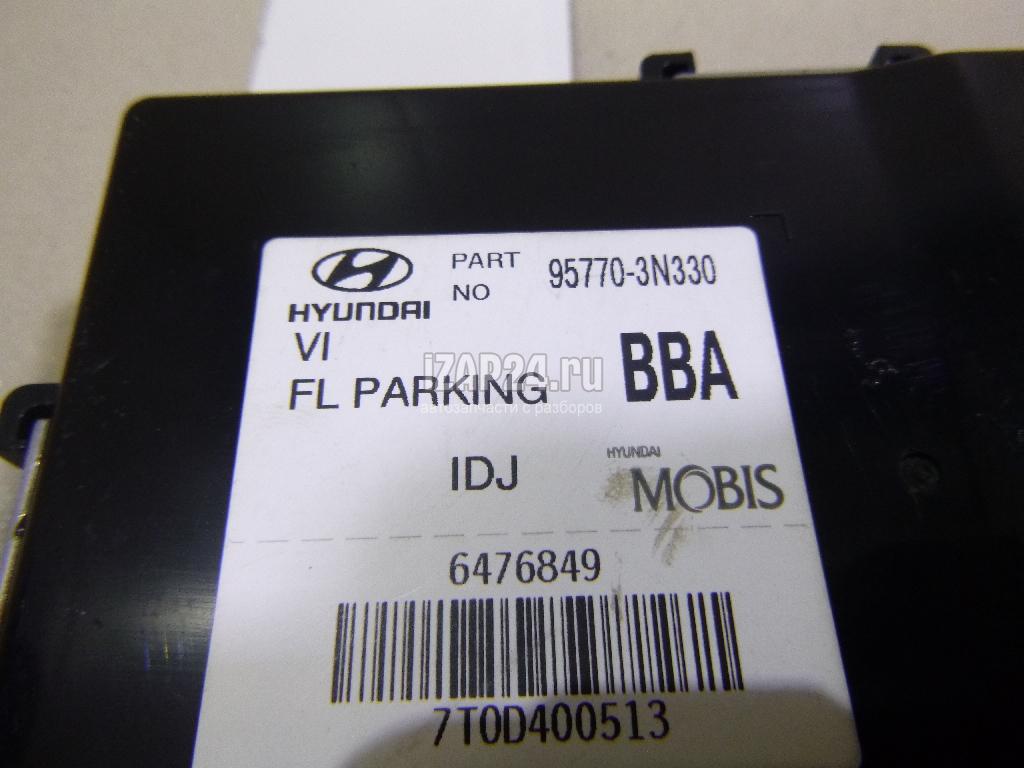 PART NO 95770-3N330
HYUNDAI
VI
BBA
FL PARKING
iZAP24.ru
автозапчасти с разборов
IDJ
HYUNDAI
MOBIS
6476849
7T0D400513